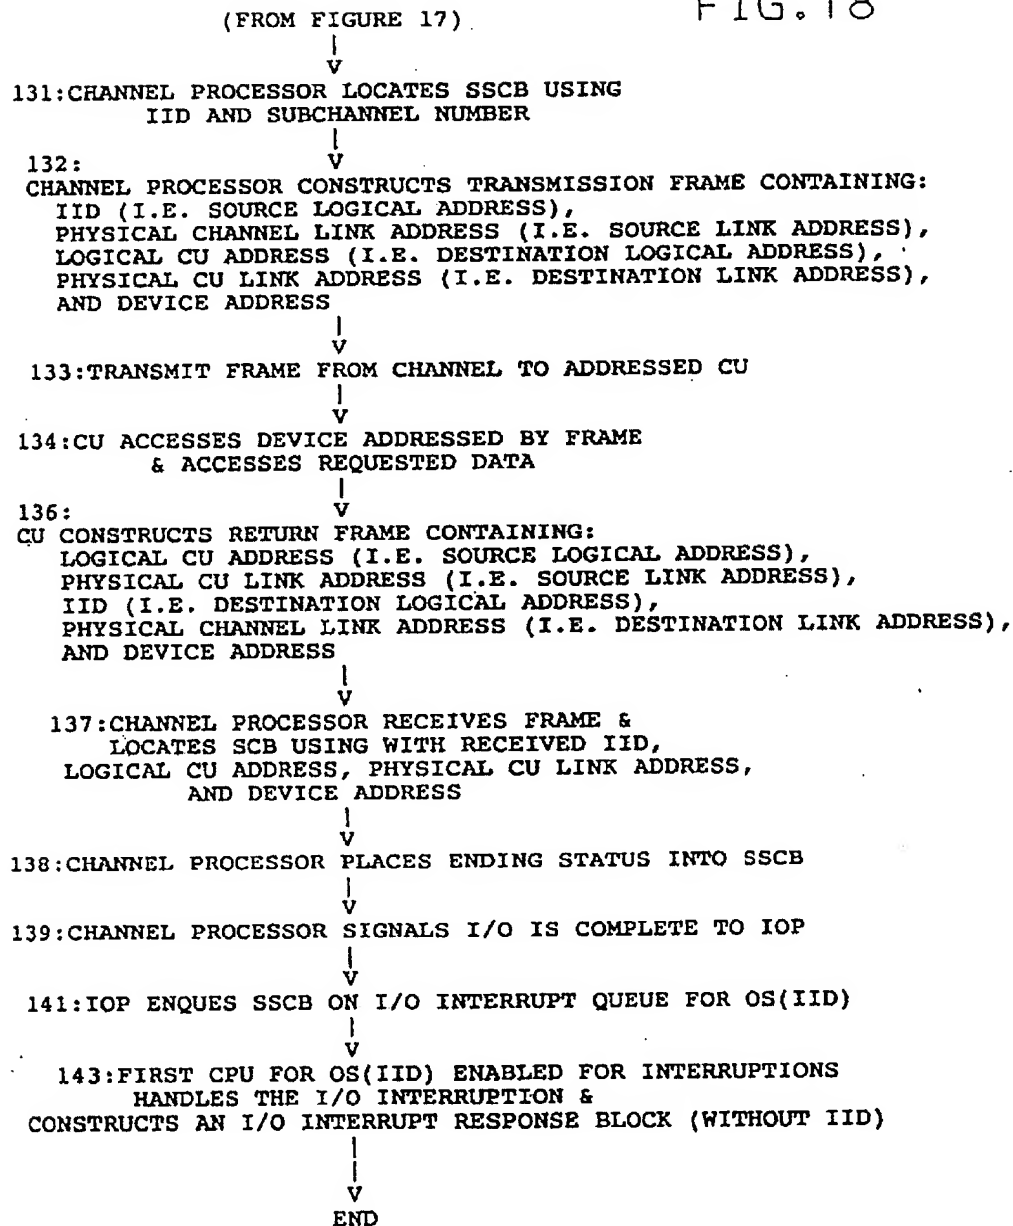 FIG. 18
(FROM FIGURE 17)
131:CHANNEL PROCESSOR LOCATES SSCB USING
IID AND SUBCHANNEL NUMBER
132:
CHANNEL PROCESSOR CONSTRUCTS TRANSMISSION FRAME CONTAINING:
IID (I.E. SOURCE LOGICAL ADDRESS),
PHYSICAL CHANNEL LINK ADDRESS (I.E. SOURCE LINK ADDRESS),
LOGICAL CU ADDRESS (I.E. DESTINATION LOGICAL ADDRESS),
PHYSICAL CU LINK ADDRESS (I.E. DESTINATION LINK ADDRESS),
AND DEVICE ADDRESS
133:TRANSMIT FRAME FROM CHANNEL TO ADDRESSED CU
134:CU ACCESSES DEVICE ADDRESSED BY FRAME
& ACCESSES REQUESTED DATA
136:
CU CONSTRUCTS RETURN FRAME CONTAINING:
LOGICAL CU ADDRESS (I.E. SOURCE LOGICAL ADDRESS),
PHYSICAL CU LINK ADDRESS (I.E. SOURCE LINK ADDRESS),
IID (I.E. DESTINATION LOGICAL ADDRESS),
PHYSICAL CHANNEL LINK ADDRESS (I.E. DESTINATION LINK ADDRESS),
AND DEVICE ADDRESS
137:CHANNEL PROCESSOR RECEIVES FRAME &
LOCATES SCB USING WITH RECEIVED IID,
LOGICAL CU ADDRESS, PHYSICAL CU LINK ADDRESS,
AND DEVICE ADDRESS
138:CHANNEL PROCESSOR PLACES ENDING STATUS INTO SSCB
139:CHANNEL PROCESSOR SIGNALS I/O IS COMPLETE TO IOP
141:IOP ENQUES SSCB ON I/O INTERRUPT QUEUE FOR OS(IID)
143:FIRST CPU FOR OS(IID) ENABLED FOR INTERRUPTIONS
HANDLES THE I/O INTERRUPTION &
CONSTRUCTS AN I/O INTERRUPT RESPONSE BLOCK (WITHOUT IID)
END